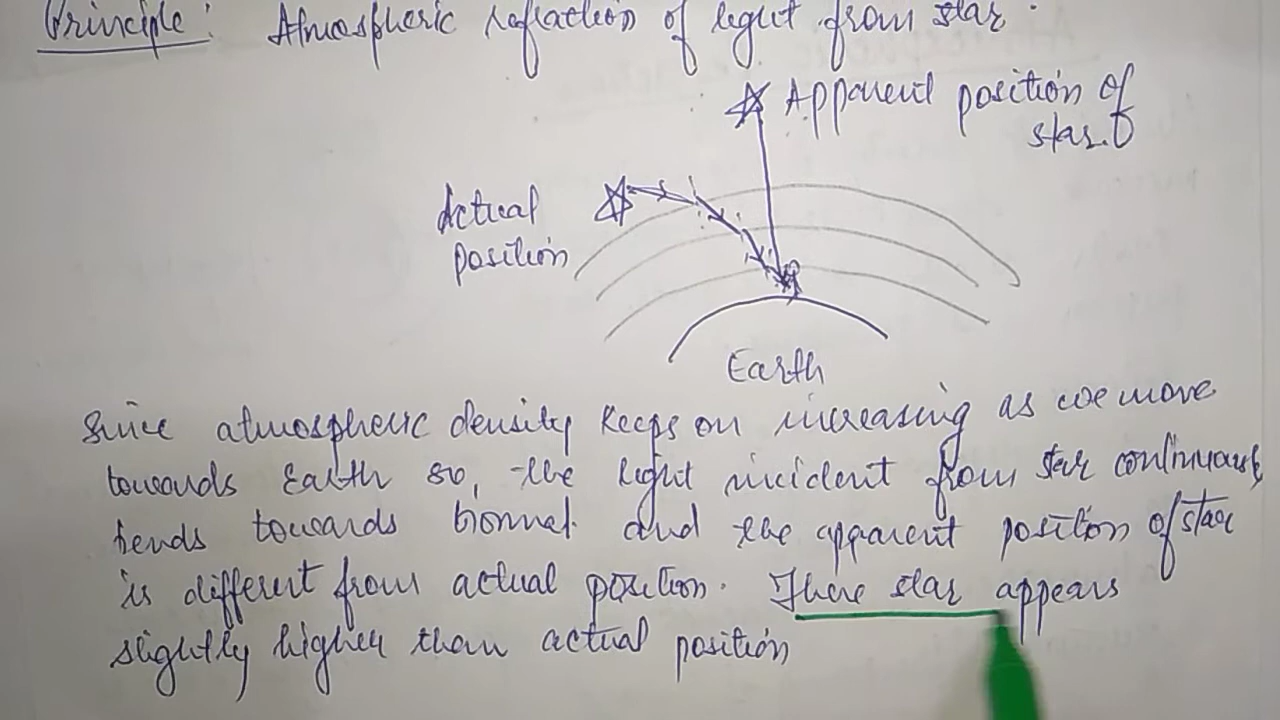 Principle: Atmospheric refraction of light from star.
Apparent position of
star.
Actual
position
Earth
Since atmospheric density keeps on increasing as we move
towards Earth so, the light incident from star continuously
bends towards normal and the apparent position of star
is different from actual position. There star appears
slightly higher than actual position